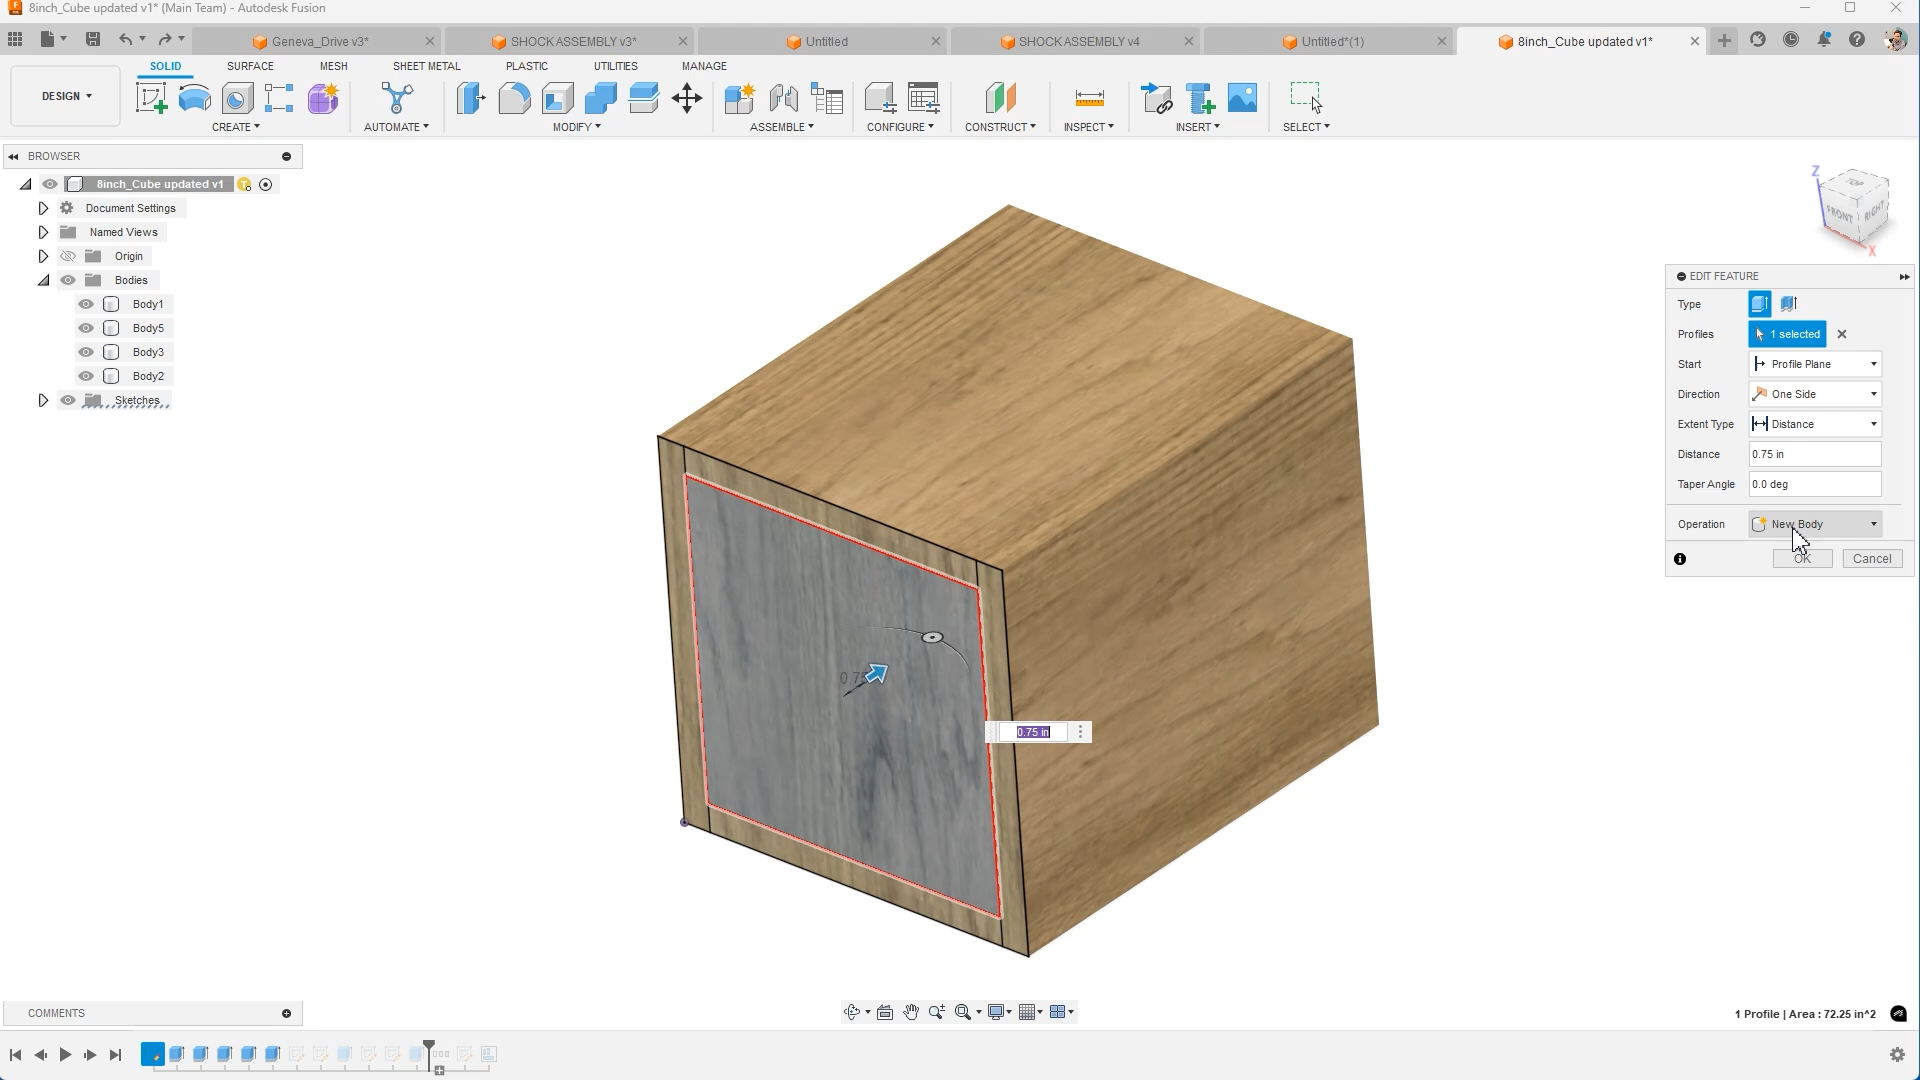 8inch_Cube updated v1* (Main Team) - Autodesk Fusion
Geneva_Drive v3*
SHOCK ASSEMBLY v3*
Untitled
SHOCK ASSEMBLY v4
Untitled*(1)
8inch_Cube updated v1*
DESIGN
SOLID
SURFACE
MESH
SHEET METAL
PLASTIC
UTILITIES
MANAGE
CREATE
AUTOMATE
MODIFY
ASSEMBLE
CONFIGURE
CONSTRUCT
INSPECT
INSERT
SELECT
BROWSER
8inch_Cube updated v1
Document Settings
Named Views
Origin
Bodies
Body1
Body5
Body3
Body2
Sketches
Z
TOP
FRONT
RIGHT
X
EDIT FEATURE
Type
Profiles
1 selected
Start
Profile Plane
Direction
One Side
Extent Type
Distance
Distance
0.75 in
Taper Angle
0.0 deg
Operation
New Body
OK
Cancel
0.75 in
COMMENTS
1 Profile | Area : 72.25 in^2